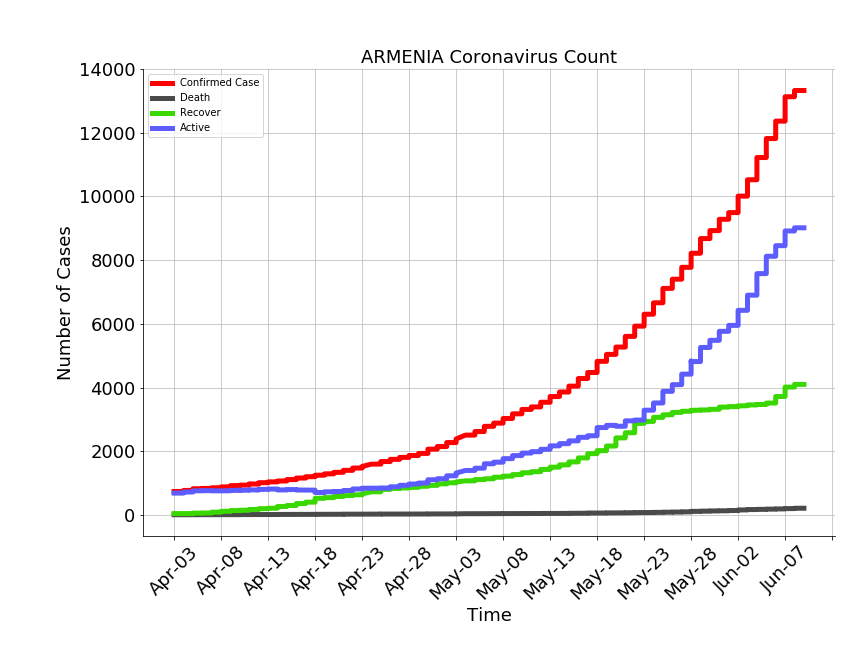 ARMENIA Coronavirus Count
Confirmed Case
Death
Recover
Active
Number of Cases
14000
12000
10000
8000
6000
4000
2000
0
Apr-03
Apr-08
Apr-13
Apr-18
Apr-23
Apr-28
May-03
May-08
May-13
May-18
May-23
May-28
Jun-02
Jun-07
Time